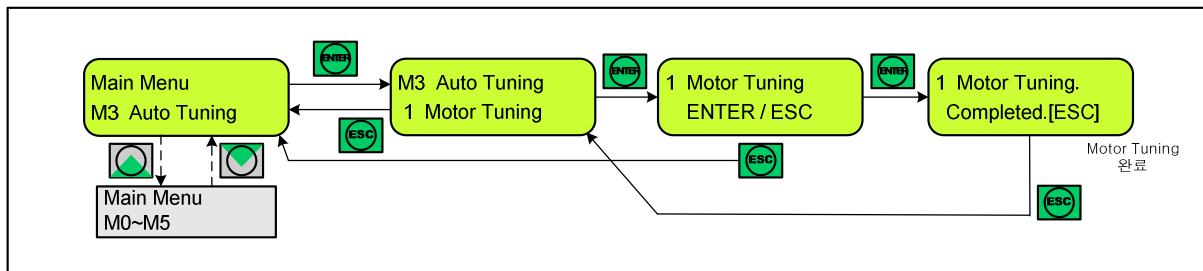 ENTER
ENTER
ENTER
Main Menu
M3 Auto Tuning
M3 Auto Tuning
1 Motor Tuning
1 Motor Tuning
ENTER / ESC
1 Motor Tuning.
Completed.[ESC]
ESC
ESC
Motor Tuning
완료
Main Menu
M0~M5
ESC